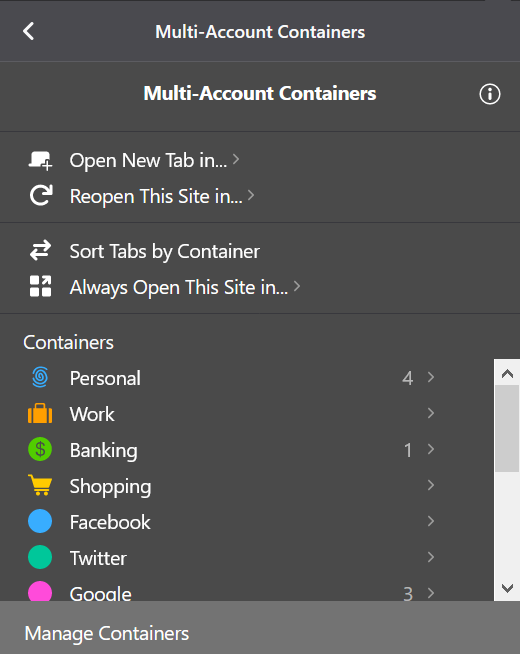 Multi-Account Containers
Multi-Account Containers
Open New Tab in...
Reopen This Site in...
Sort Tabs by Container
Always Open This Site in...
Containers
Personal 4
Work
$ Banking 1
Shopping
Facebook
Twitter
Google 3
Manage Containers